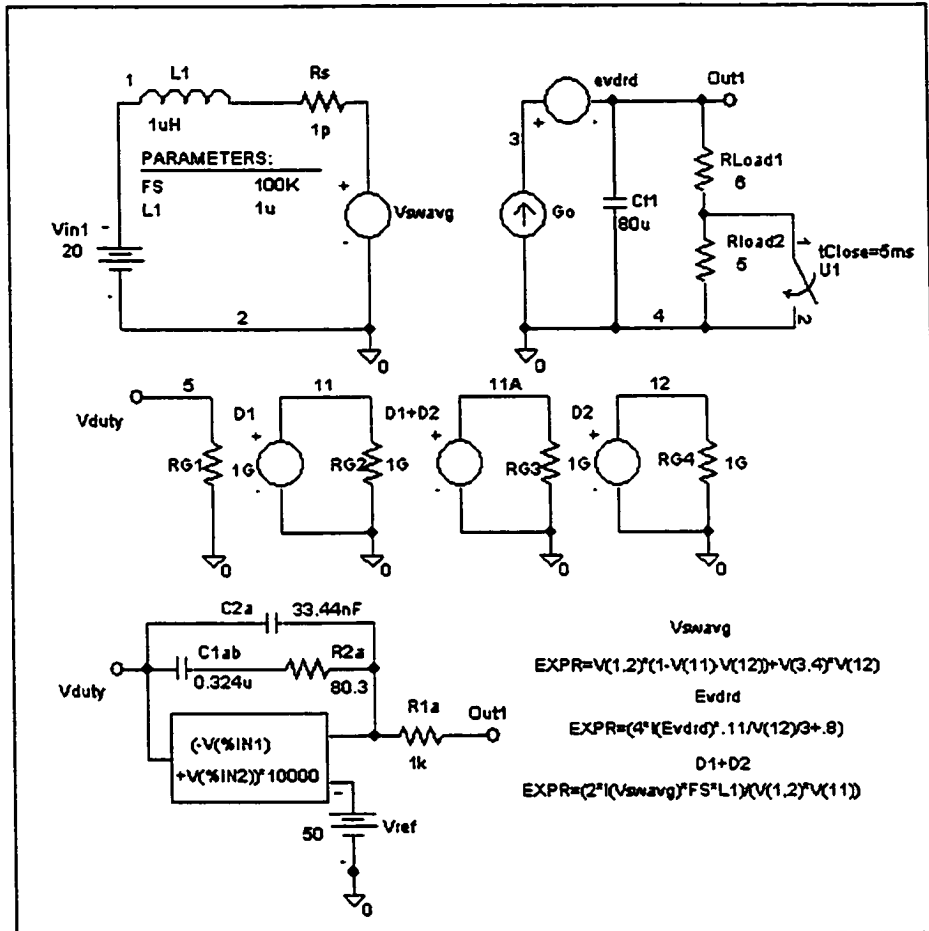 1
L1
1uH
Rs
1p
PARAMETERS:
FS 100K
L1 1u
+
Vswavg
-
-
Vin1
20
2
0
evdrd
+
-
Out1
3
Go
Cf1
80u
RLoad1
6
Rload2
5
1
tClose=5ms
U1
2
4
0
Vduty
5
RG1
1G
0
D1
+
-
11
RG2
1G
0
D1+D2
+
-
11A
RG3
1G
0
D2
+
-
12
RG4
1G
0
C2a
33.44nF
C1ab
0.324u
R2a
80.3
Vduty
R1a
1k
Out1
(-V(%IN1)
+V(%IN2))*10000
-
50
Vref
-
0
Vswavg
EXPR=V(1,2)*(1-V(11)-V(12))+V(3.4)*V(12)
Evdrd
EXPR=(4*I(Evdrd)*.11/V(12)/3+.8)
D1+D2
EXPR=(2*I(Vswavg)*FS*L1)/(V(1,2)*V(11))